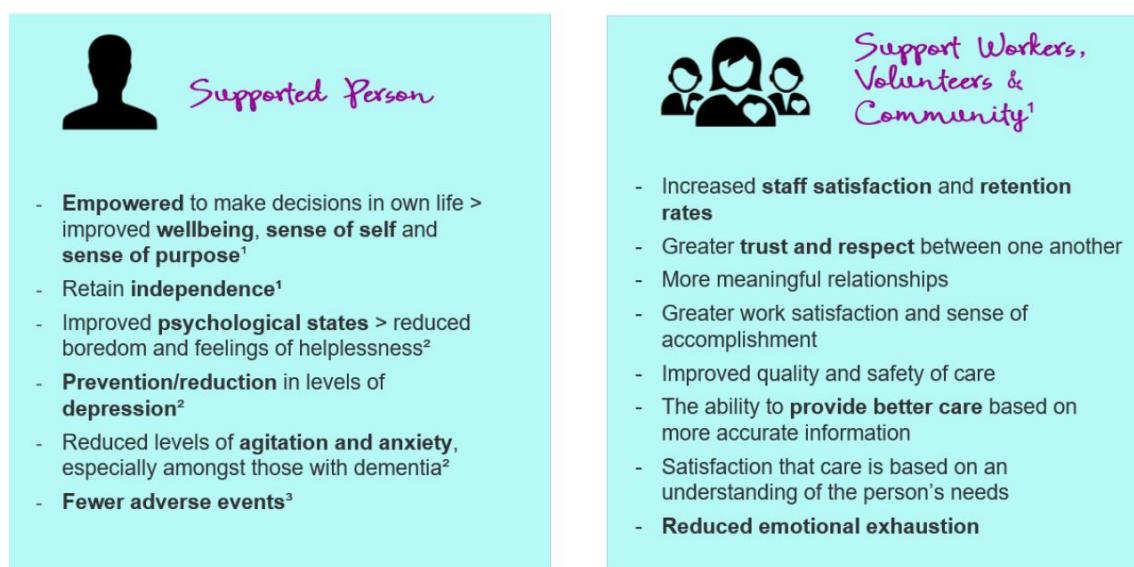 Supported Person
- Empowered to make decisions in own life >
improved wellbeing, sense of self and
sense of purpose¹
- Retain independence¹
- Improved psychological states > reduced
boredom and feelings of helplessness²
- Prevention/reduction in levels of
depression²
- Reduced levels of agitation and anxiety,
especially amongst those with dementia²
- Fewer adverse events³
Support Workers,
Volunteers &
Community¹
- Increased staff satisfaction and retention
rates
- Greater trust and respect between one another
- More meaningful relationships
- Greater work satisfaction and sense of
accomplishment
- Improved quality and safety of care
- The ability to provide better care based on
more accurate information
- Satisfaction that care is based on an
understanding of the person's needs
- Reduced emotional exhaustion